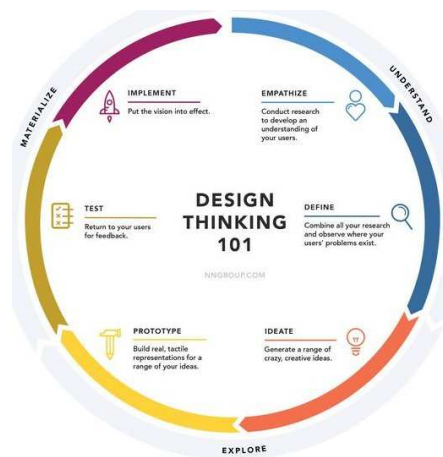 DESIGN
THINKING
101
NNGROUP.COM
UNDERSTAND
EMPATHIZE
Conduct research
to develop an
understanding of
your users.
DEFINE
Combine all your research
and observe where your
users' problems exist.
EXPLORE
IDEATE
Generate a range of
crazy, creative ideas.
PROTOTYPE
Build real, tactile
representations for a
range of your ideas.
MATERIALIZE
TEST
Return to your users
for feedback.
IMPLEMENT
Put the vision into effect.